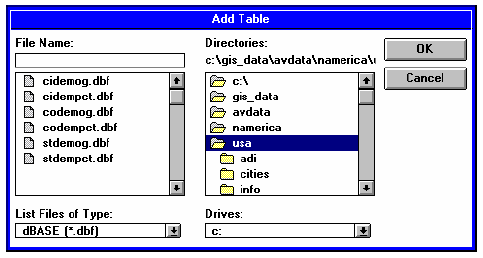 Add Table
File Name:
cidemog.dbf
cidempct.dbf
codemog.dbf
codempct.dbf
stdemog.dbf
stdempct.dbf
List Files of Type:
dBASE (*.dbf)
Directories:
c:\gis_data\avdata\namerica\u
c:\
gis_data
avdata
namerica
usa
adi
cities
info
Drives:
c:
OK
Cancel